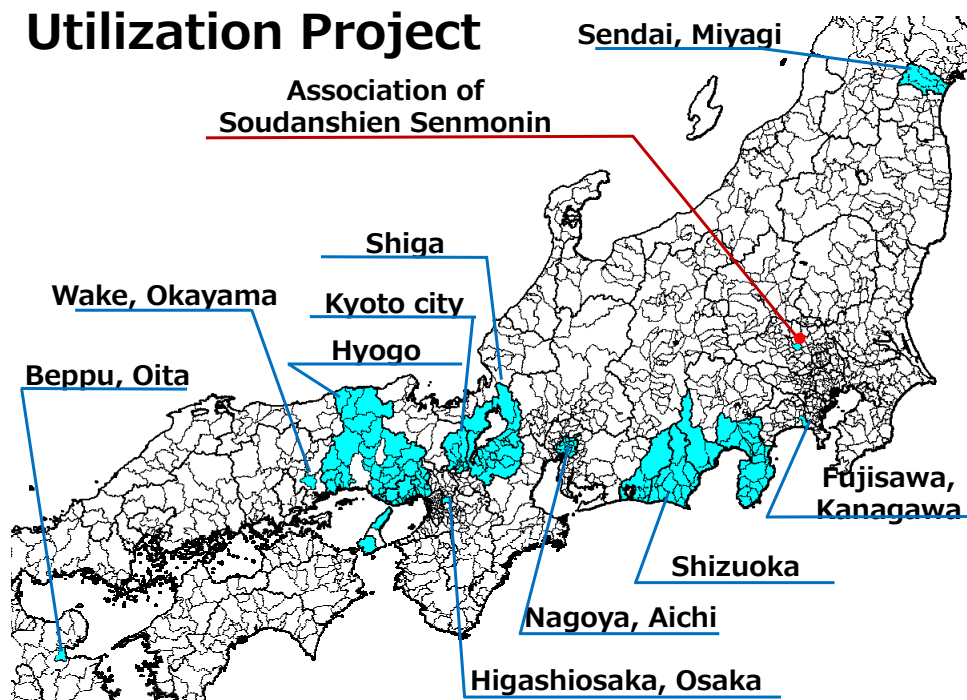 Utilization Project
Sendai, Miyagi
Association of
Soudanshien Senmonin
Shiga
Wake, Okayama
Kyoto city
Hyogo
Beppu, Oita
Fujisawa,
Kanagawa
Shizuoka
Nagoya, Aichi
Higashiosaka, Osaka